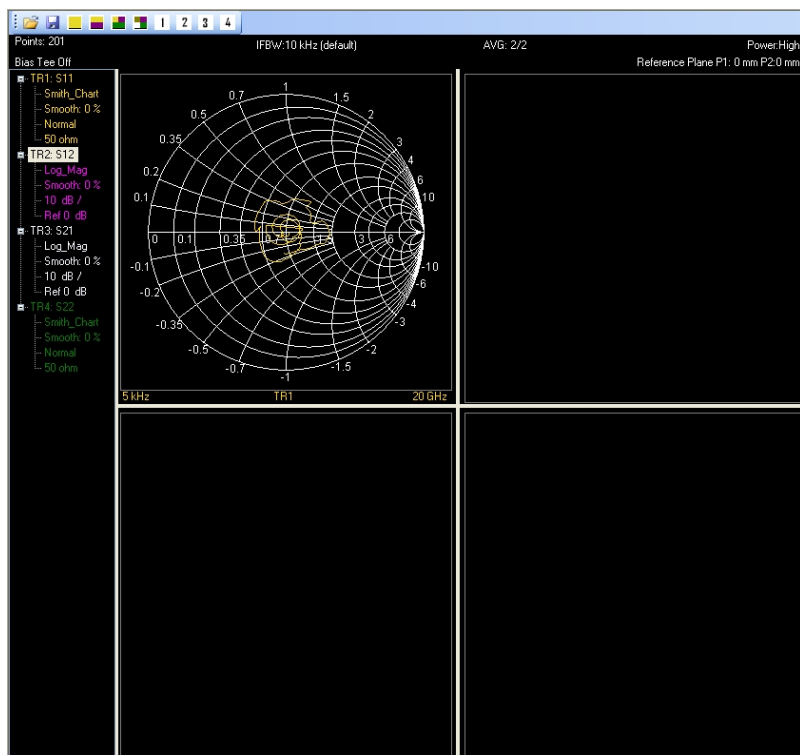 1 2 3 4
Points: 201 IFBW:10 kHz (default) AVG: 2/2 Power:High
Bias Tee Off Reference Plane P1: 0 mm P2:0 mm
TR1: S11
Smith_Chart
Smooth: 0 %
Normal
50 ohm
TR2: S12
Log_Mag
Smooth: 0 %
10 dB /
Ref 0 dB
TR3: S21
Log_Mag
Smooth: 0 %
10 dB /
Ref 0 dB
TR4: S22
Smith_Chart
Smooth: 0 %
Normal
50 ohm
1
0.7 1.5
0.5 2
0.35 3
4
0.2 6
0.1 10
0 0.1 0.35 0.7 1.5 3 6
-0.1 -10
-0.2 -6
-4
-0.35 -3
-0.5 -2
-0.7 -1.5
-1
5 kHz TR1 20 GHz